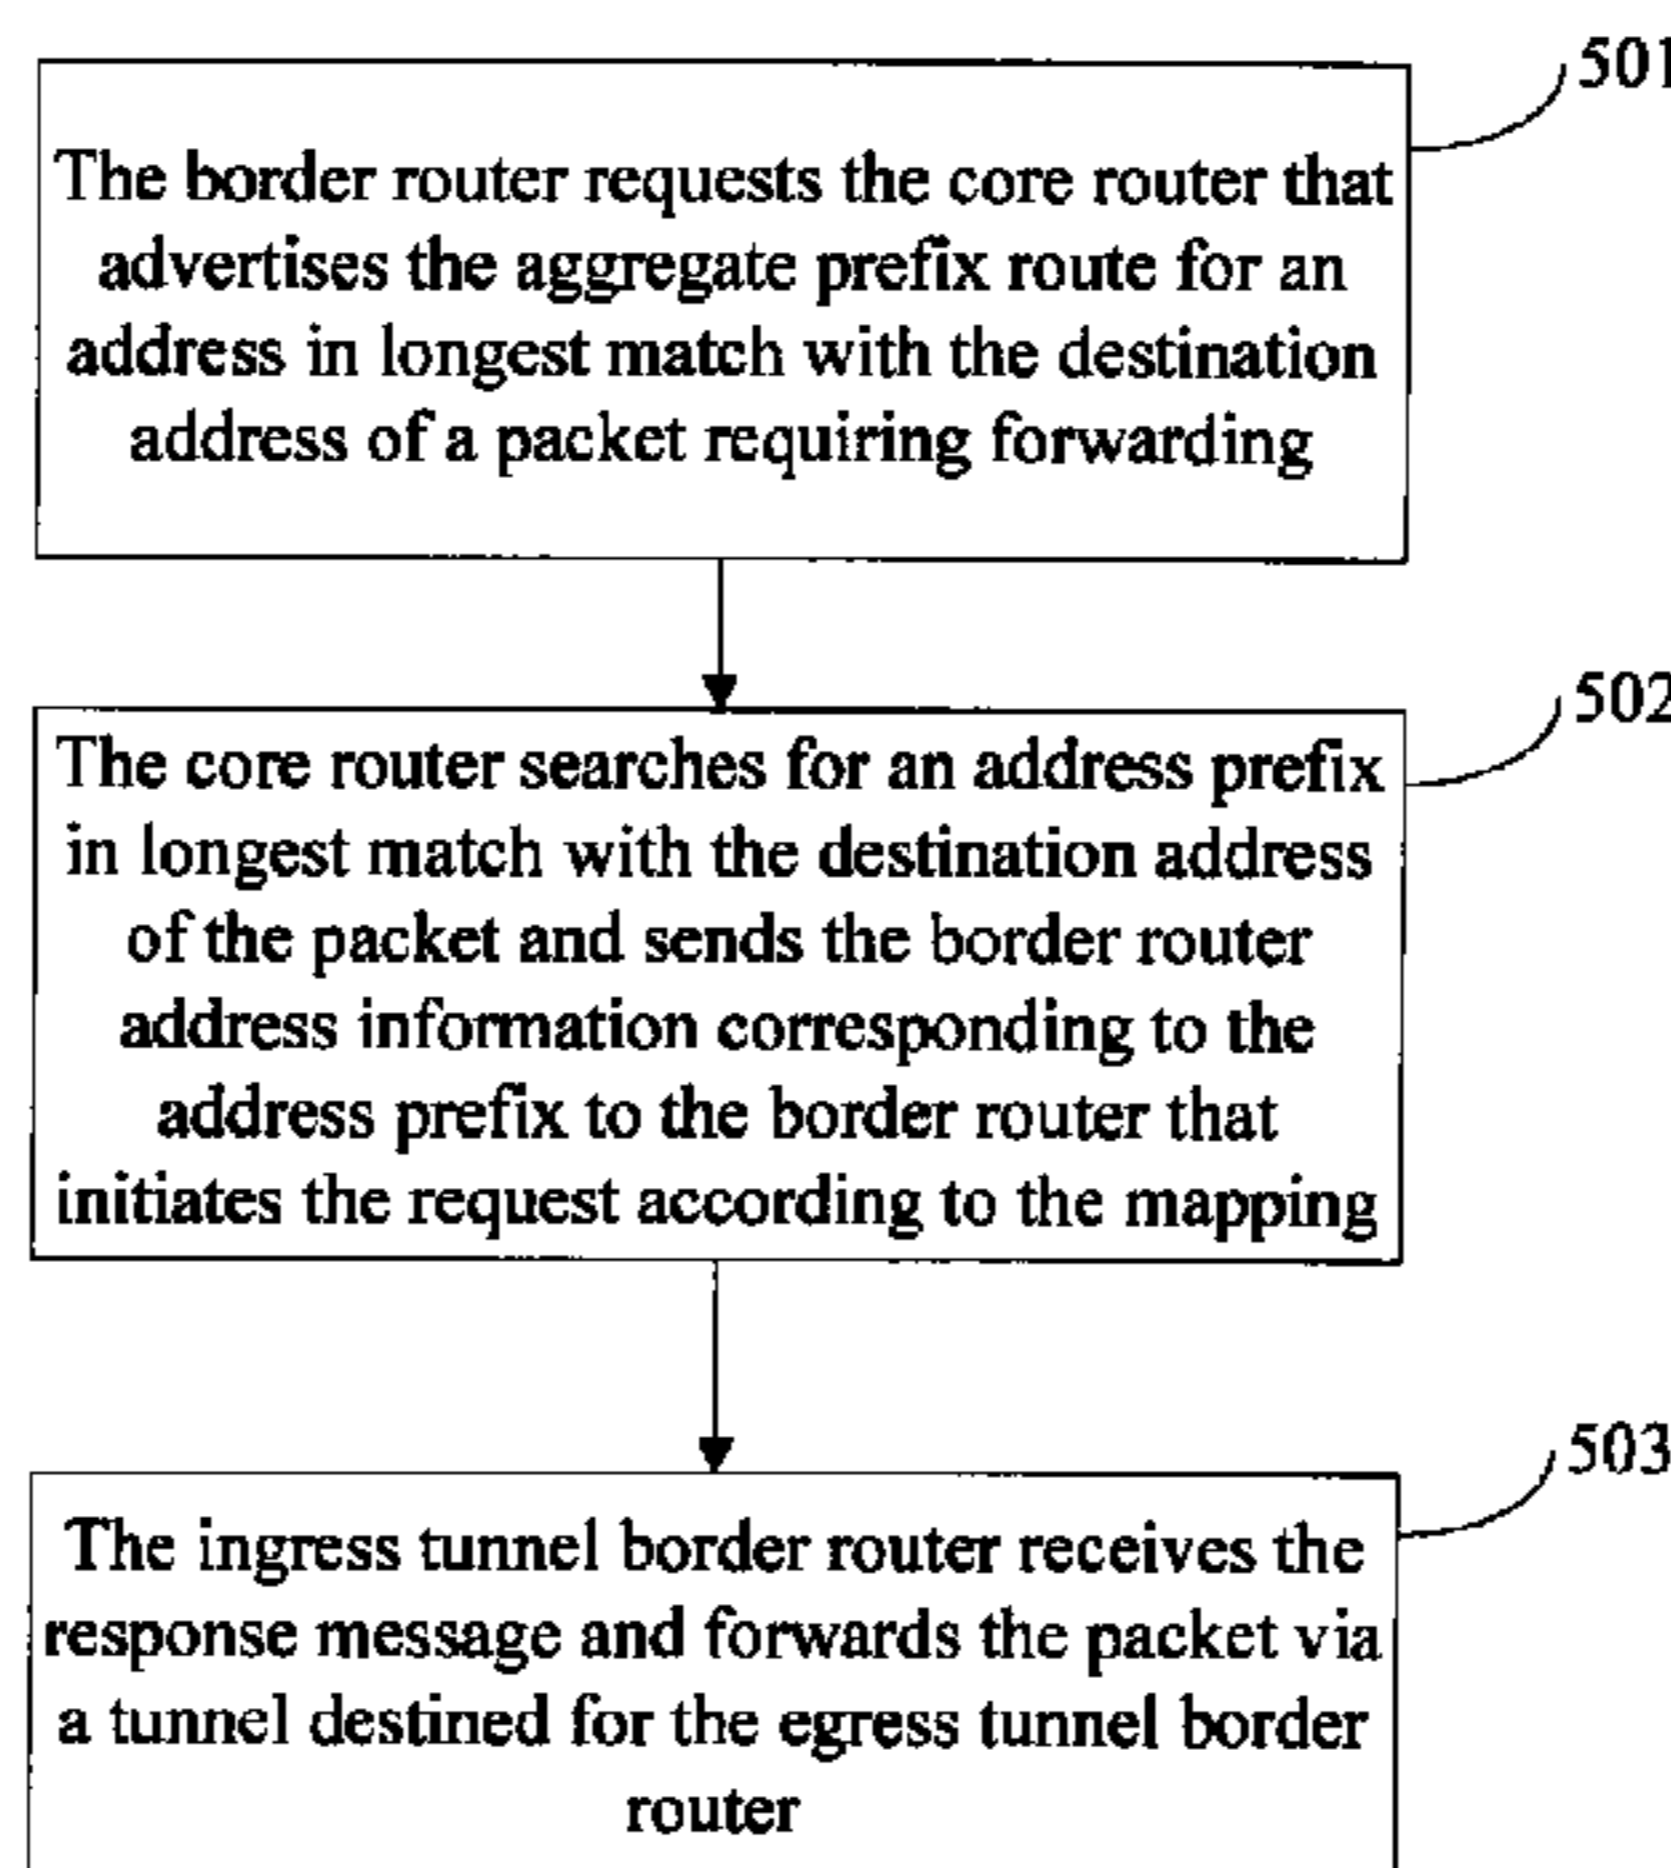 501
The border router requests the core router that
advertises the aggregate prefix route for an
address in longest match with the destination
address of a packet requiring forwarding
502
The core router searches for an address prefix
in longest match with the destination address
of the packet and sends the border router
address information corresponding to the
address prefix to the border router that
initiates the request according to the mapping
503
The ingress tunnel border router receives the
response message and forwards the packet via
a tunnel destined for the egress tunnel border
router